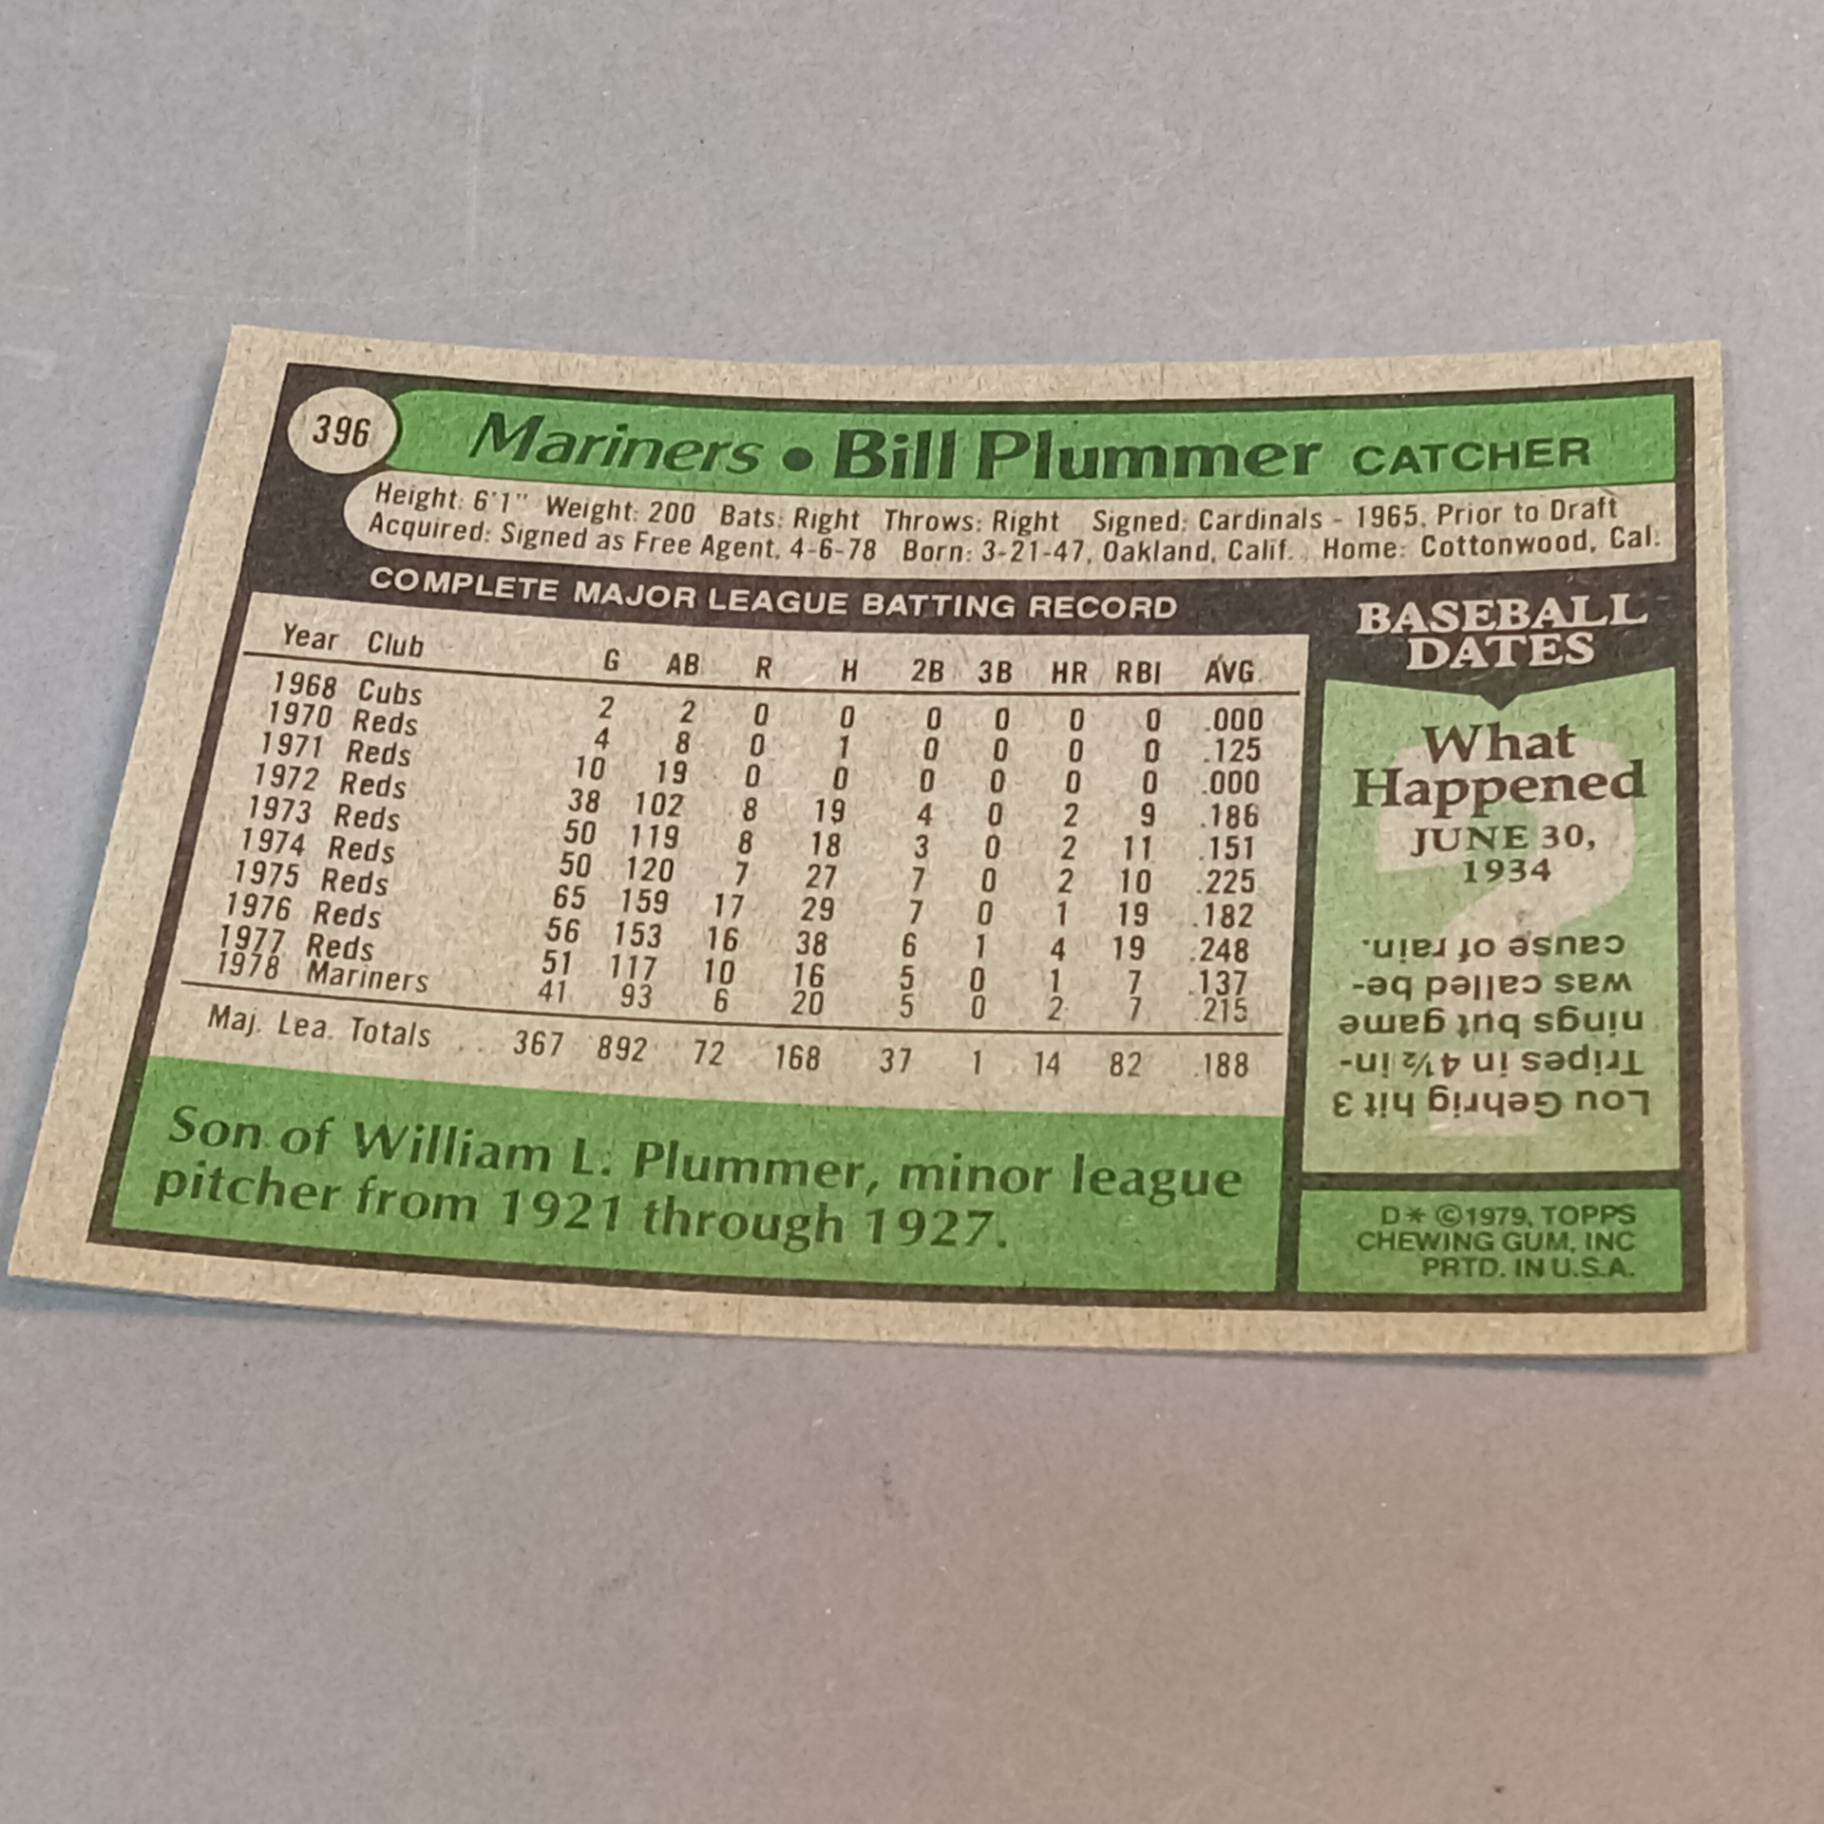 396
Mariners • Bill Plummer CATCHER
Height: 6'1" Weight: 200 Bats: Right Throws: Right Signed: Cardinals - 1965, Prior to Draft
Acquired: Signed as Free Agent, 4-6-78 Born: 3-21-47, Oakland, Calif. Home: Cottonwood, Cal.
COMPLETE MAJOR LEAGUE BATTING RECORD
Year Club G AB R H 2B 3B HR RBI AVG.
1968 Cubs 2 2 0 0 0 0 0 0 .000
1970 Reds 4 8 0 1 0 0 0 0 .125
1971 Reds 10 19 0 0 0 0 0 0 .000
1972 Reds 38 102 8 19 4 0 2 9 .186
1973 Reds 50 119 8 18 3 0 2 11 .151
1974 Reds 50 120 7 27 7 0 2 10 .225
1975 Reds 65 159 17 29 7 0 1 19 .182
1976 Reds 56 153 16 38 6 1 4 19 .248
1977 Reds 51 117 10 16 5 0 1 7 .137
1978 Mariners 41 93 6 20 5 0 2 7 .215
Maj. Lea. Totals .. 367 892 72 168 37 1 14 82 .188
Son of William L. Plummer, minor league
pitcher from 1921 through 1927.
BASEBALL
DATES
What
Happened
JUNE 30,
1934
Lou Gehrig hit 3
Tripes in 4½ in-
nings but game
was called be-
cause of rain.
D* ©1979, TOPPS
CHEWING GUM, INC
PRTD. IN U.S.A.